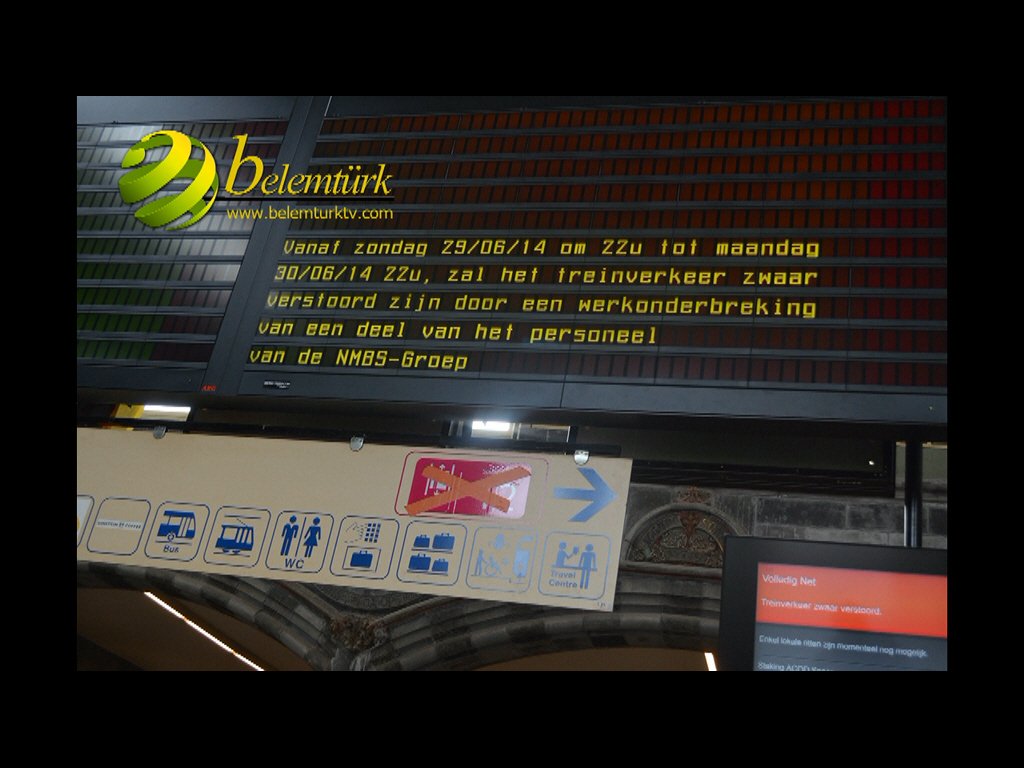 belemtürk
www.belemturktv.com
Vanaf zondag 29/06/14 om 22u tot maandag
30/06/14 22u, zal het treinverkeer zwaar
verstoord zijn door een werkonderbreking
van een deel van het personeel
van de NMBS-Groep
Bus
WC
Travel
Centre
Volledig Net
Treinverkeer zwaar verstoord.
Enkel lokale ritten zijn momenteel nog mogelijk.
Staking ACOD